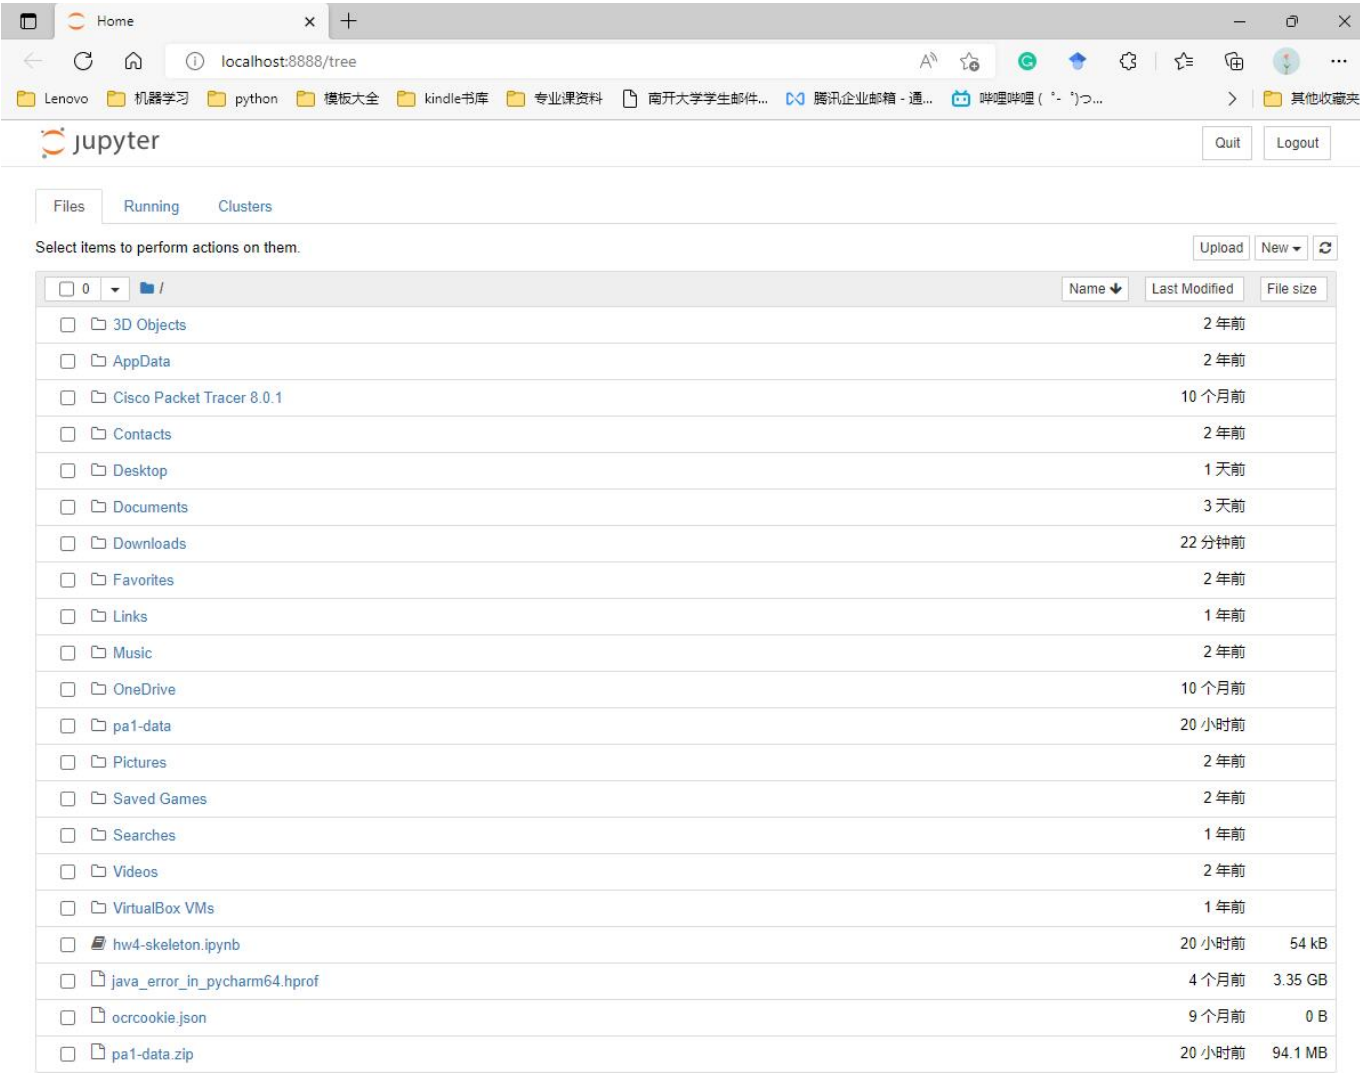 Home
localhost:8888/tree
Lenovo 机器学习 python 模板大全 kindle书库 专业课资料 南开大学学生邮件... 腾讯企业邮箱 - 通... 哔哩哔哩 ( ゜- ゜)つ... 其他收藏夹
jupyter Quit Logout
Files Running Clusters
Select items to perform actions on them. Upload New
0 / Name Last Modified File size
3D Objects 2 年前
AppData 2 年前
Cisco Packet Tracer 8.0.1 10 个月前
Contacts 2 年前
Desktop 1 天前
Documents 3 天前
Downloads 22 分钟前
Favorites 2 年前
Links 1 年前
Music 2 年前
OneDrive 10 个月前
pa1-data 20 小时前
Pictures 2 年前
Saved Games 2 年前
Searches 1 年前
Videos 2 年前
VirtualBox VMs 1 年前
hw4-skeleton.ipynb 20 小时前 54 kB
java_error_in_pycharm64.hprof 4 个月前 3.35 GB
ocrcookie.json 9 个月前 0 B
pa1-data.zip 20 小时前 94.1 MB